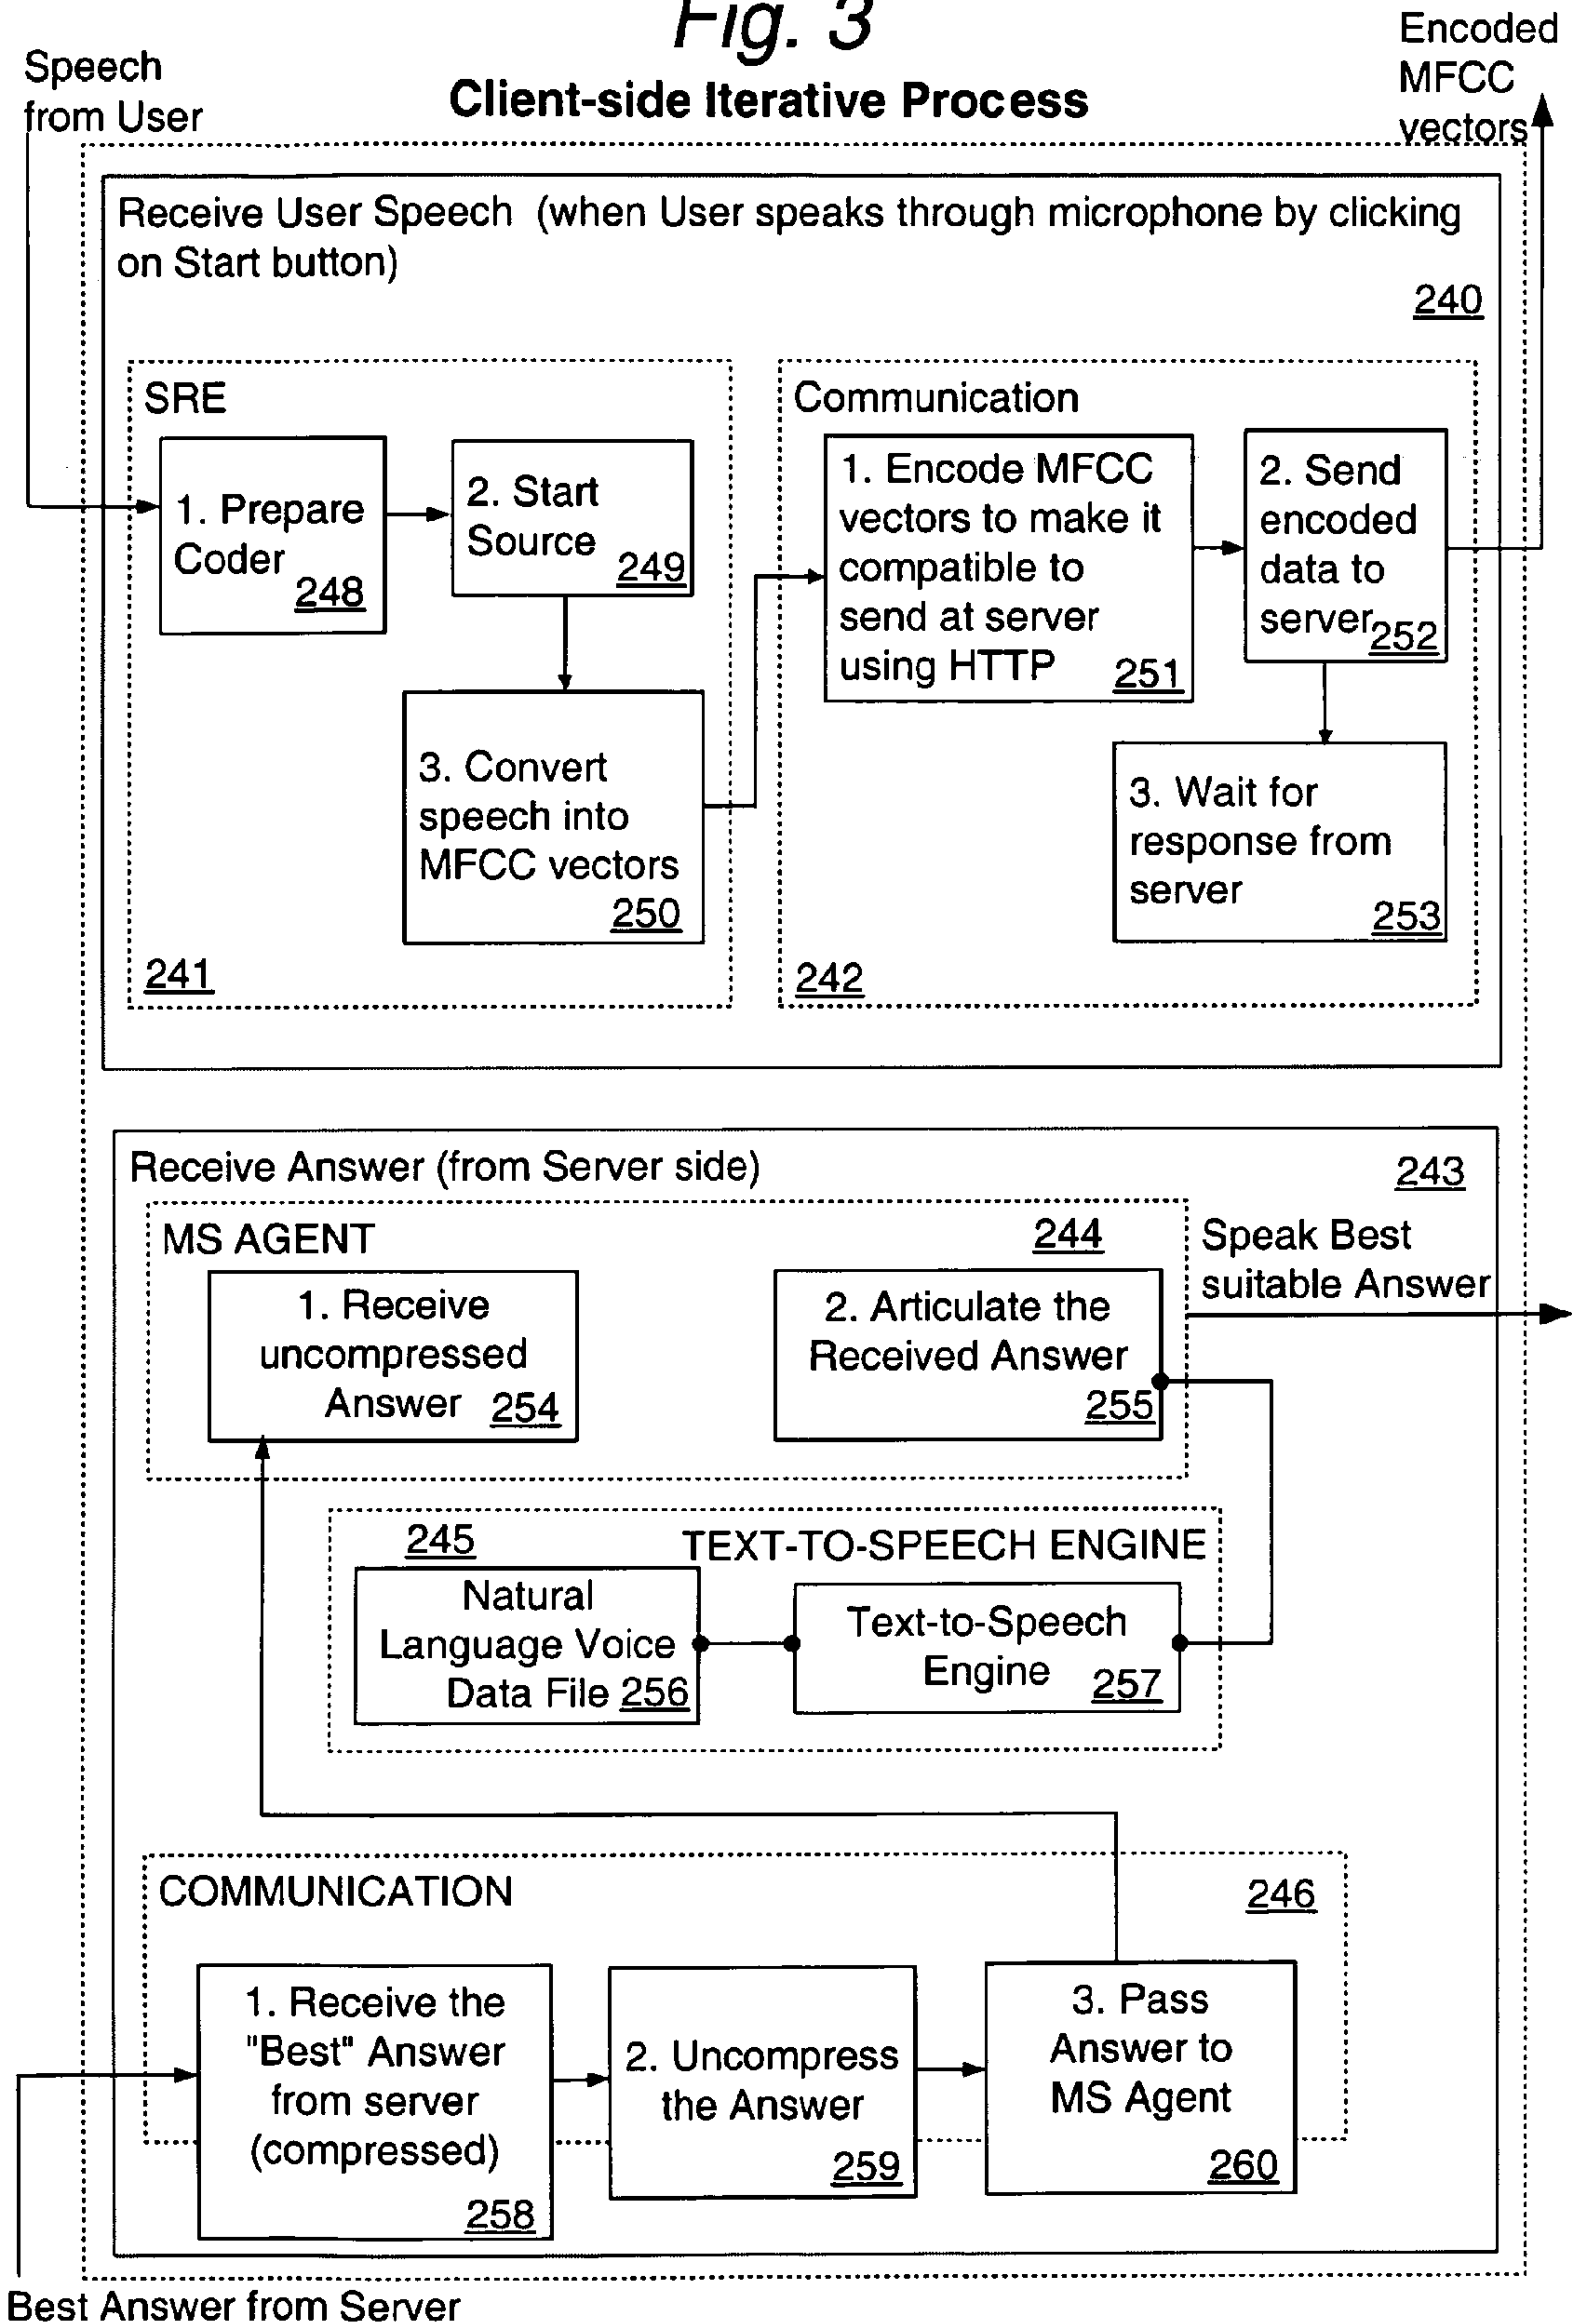 Fig. 3
Client-side Iterative Process
Speech
from User
Encoded
MFCC
vectors
Receive User Speech (when User speaks through microphone by clicking
on Start button)
240
SRE
1. Prepare
Coder
248
2. Start
Source
249
3. Convert
speech into
MFCC vectors
250
241
Communication
1. Encode MFCC
vectors to make it
compatible to
send at server
using HTTP
251
2. Send
encoded
data to
server
252
3. Wait for
response from
server
253
242
Receive Answer (from Server side)
243
MS AGENT
244
1. Receive
uncompressed
Answer 254
2. Articulate the
Received Answer
255
Speak Best
suitable Answer
245
TEXT-TO-SPEECH ENGINE
Natural
Language Voice
Data File 256
Text-to-Speech
Engine
257
COMMUNICATION
246
1. Receive the
"Best" Answer
from server
(compressed)
258
2. Uncompress
the Answer
259
3. Pass
Answer to
MS Agent
260
Best Answer from Server